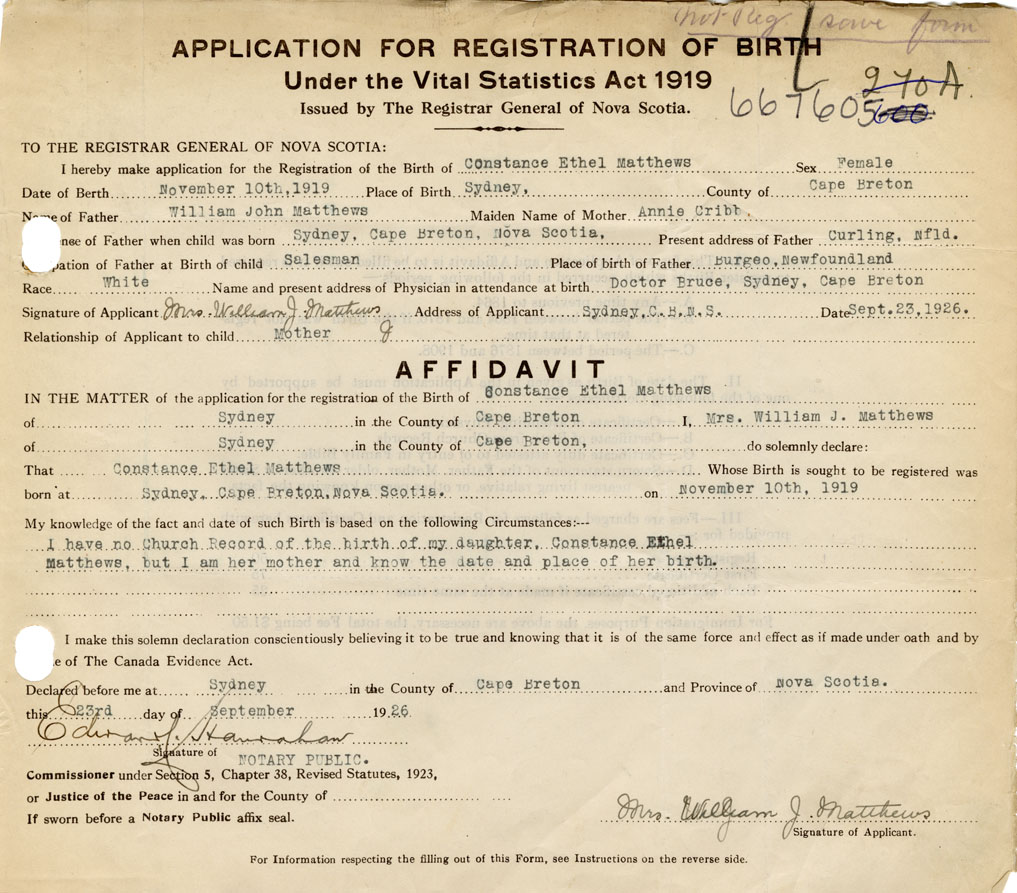 Not Reg. same form
APPLICATION FOR REGISTRATION OF BIRTH
Under the Vital Statistics Act 1919
270 A.
Issued by The Registrar General of Nova Scotia.
667605 600
TO THE REGISTRAR GENERAL OF NOVA SCOTIA:
I hereby make application for the Registration of the Birth of Constance Ethel Matthews Sex Female
Date of Berth November 10th,1919 Place of Birth Sydney, County of Cape Breton
Name of Father William John Matthews Maiden Name of Mother Annie Cribb.
ence of Father when child was born Sydney, Cape Breton, Nova Scotia, Present address of Father Curling, Nfld.
pation of Father at Birth of child Salesman Place of birth of Father Burgeo,Newfoundland
Race White Name and present address of Physician in attendance at birth Doctor Bruce, Sydney, Cape Breton
Signature of Applicant Mrs. William J. Matthews Address of Applicant Sydney,C.B.N.S. Date Sept.23,1926.
Relationship of Applicant to child Mother
AFFIDAVIT
IN THE MATTER of the application for the registration of the Birth of Constance Ethel Matthews
of Sydney in the County of Cape Breton I, Mrs. William J. Matthews
of Sydney in the County of Cape Breton, do solemnly declare:
That Constance Ethel Matthews Whose Birth is sought to be registered was
born at Sydney, Cape Breton,Nova Scotia. on November 10th, 1919
My knowledge of the fact and date of such Birth is based on the following Circumstances:--
I have no Church Record of the birth of my daughter, Constance Ethel
Matthews, but I am her mother and know the date and place of her birth.
I make this solemn declaration conscientiously believing it to be true and knowing that it is of the same force and effect as if made under oath and by
e of The Canada Evidence Act.
Declared before me at Sydney in the County of Cape Breton and Province of Nova Scotia.
this 23rd day of September 1926
Edward J. Hanrahan
Signature of NOTARY PUBLIC.
Commissioner under Section 5, Chapter 38, Revised Statutes, 1923,
or Justice of the Peace in and for the County of
If sworn before a Notary Public affix seal.
Mrs. William J. Matthews
Signature of Applicant.
For Information respecting the filling out of this Form, see Instructions on the reverse side.